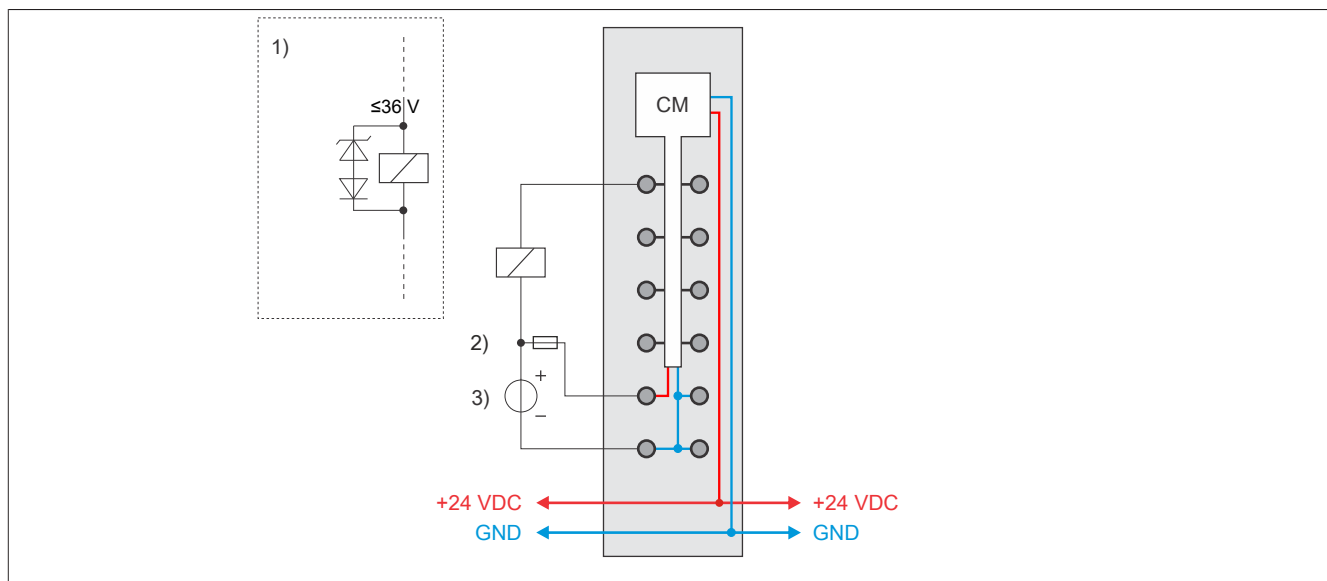 1)
≤36 V
CM
2)
3)
+
–
+24 VDC
+24 VDC
GND
GND